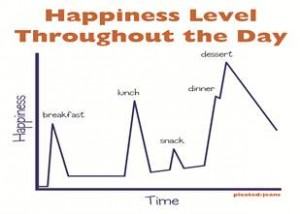 Happiness Level
Throughout the Day
dessert
lunch
dinner
breakfast
snack
Happiness
Time
pleated-jeans